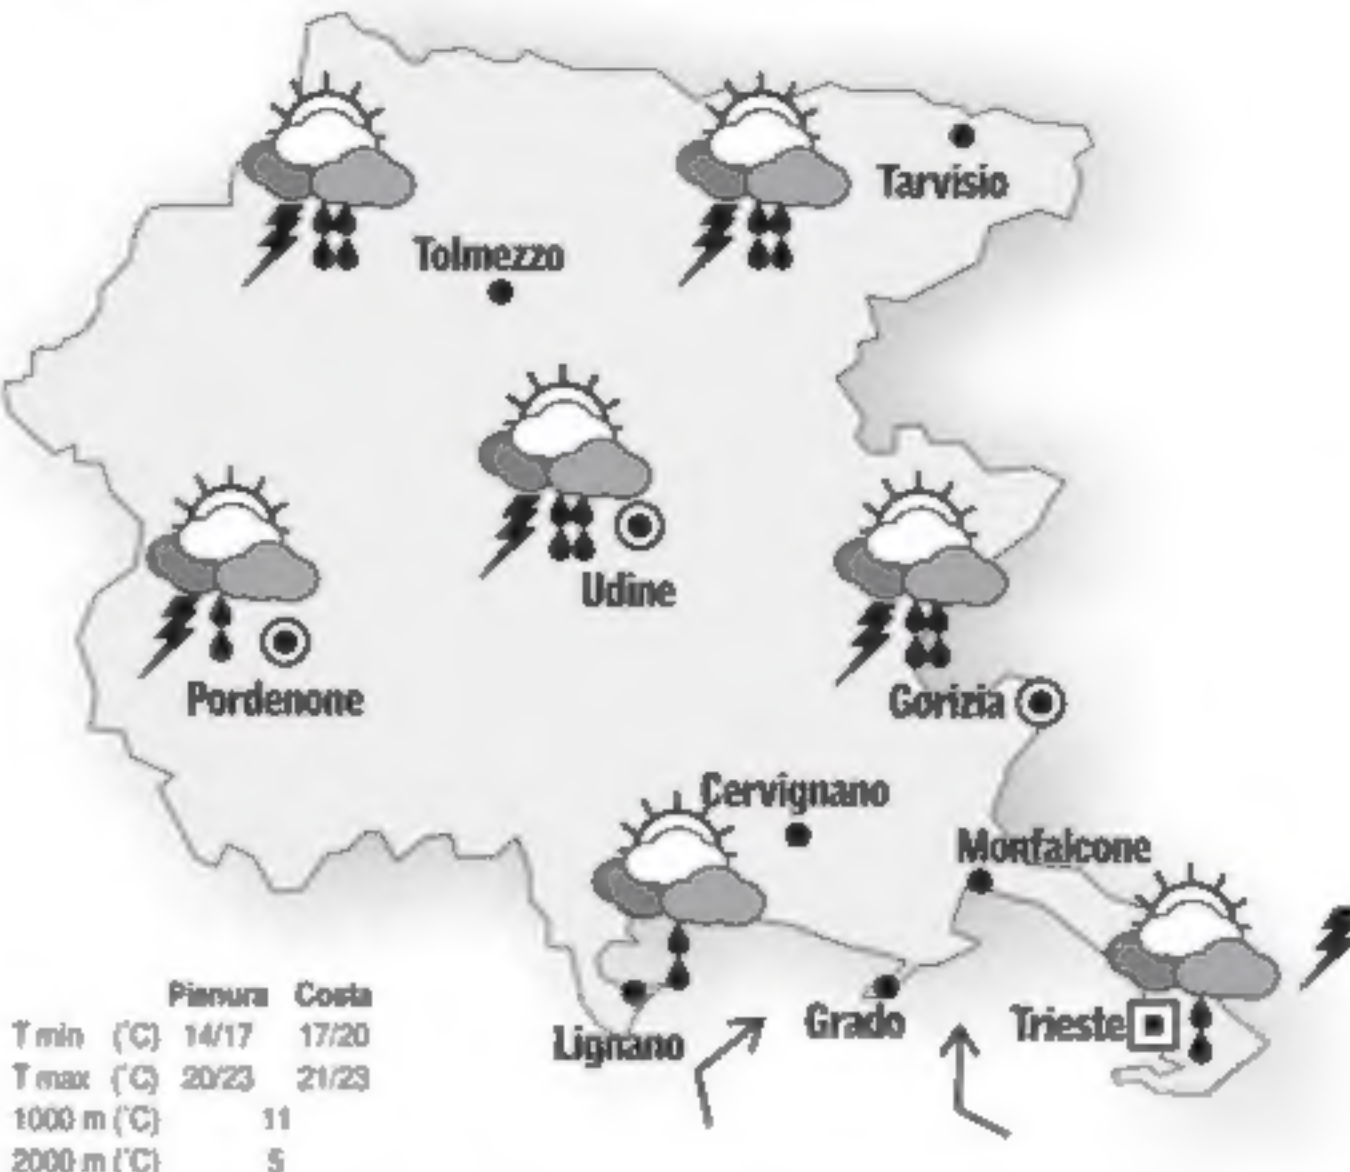 Tarvisio
Tolmezzo
Udine
Pordenone
Gorizia
Cervignano
Monfalcone
Grado
Trieste
Lignano
Pianura Costa
T min (°C) 14/17 17/20
T max (°C) 20/23 21/23
1000 m (°C) 11
2000 m (°C) 5